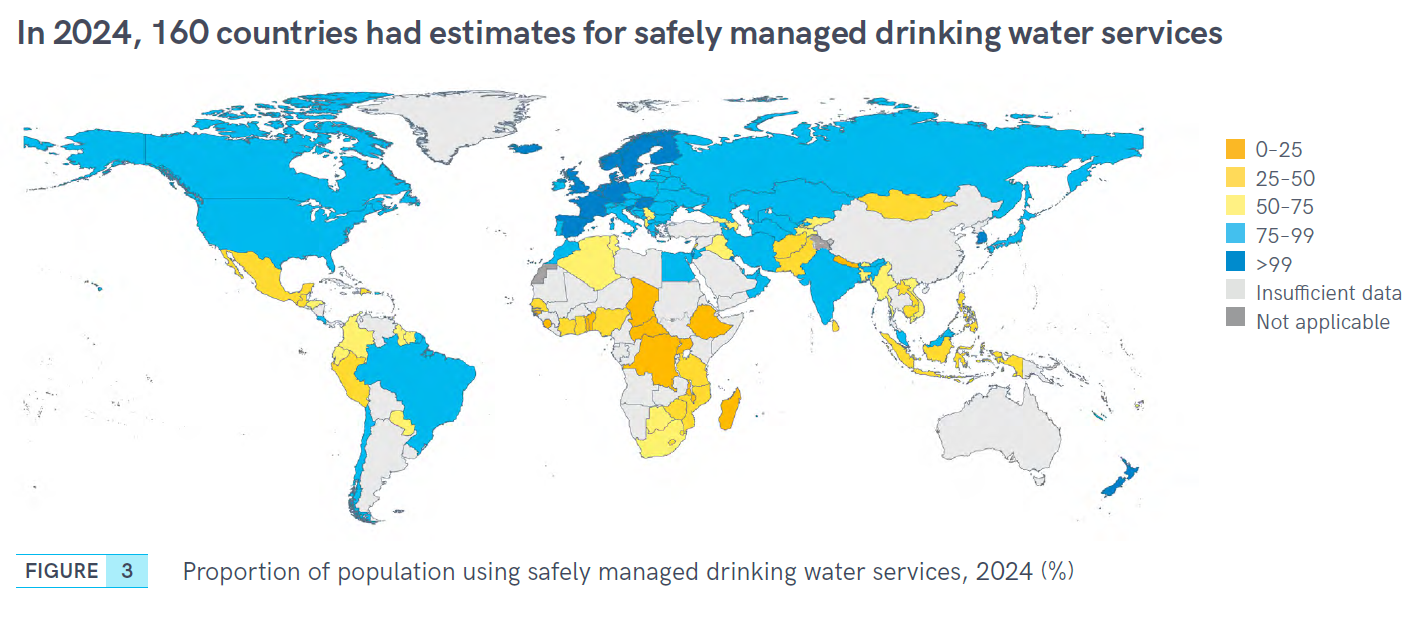 In 2024, 160 countries had estimates for safely managed drinking water services
0–25
25–50
50–75
75–99
>99
Insufficient data
Not applicable
FIGURE 3 Proportion of population using safely managed drinking water services, 2024 (%)